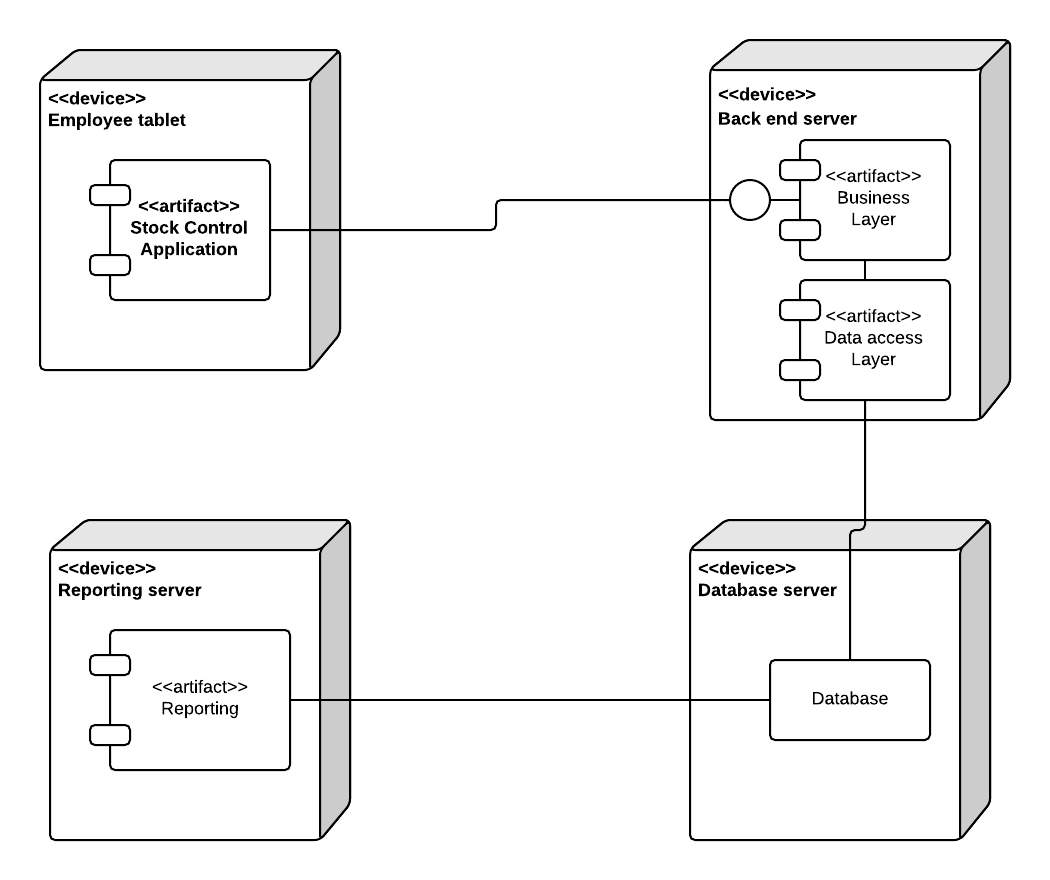 <<device>>
Employee tablet
<<artifact>>
Stock Control
Application
<<device>>
Back end server
<<artifact>>
Business
Layer
<<artifact>>
Data access
Layer
<<device>>
Reporting server
<<artifact>>
Reporting
<<device>>
Database server
Database